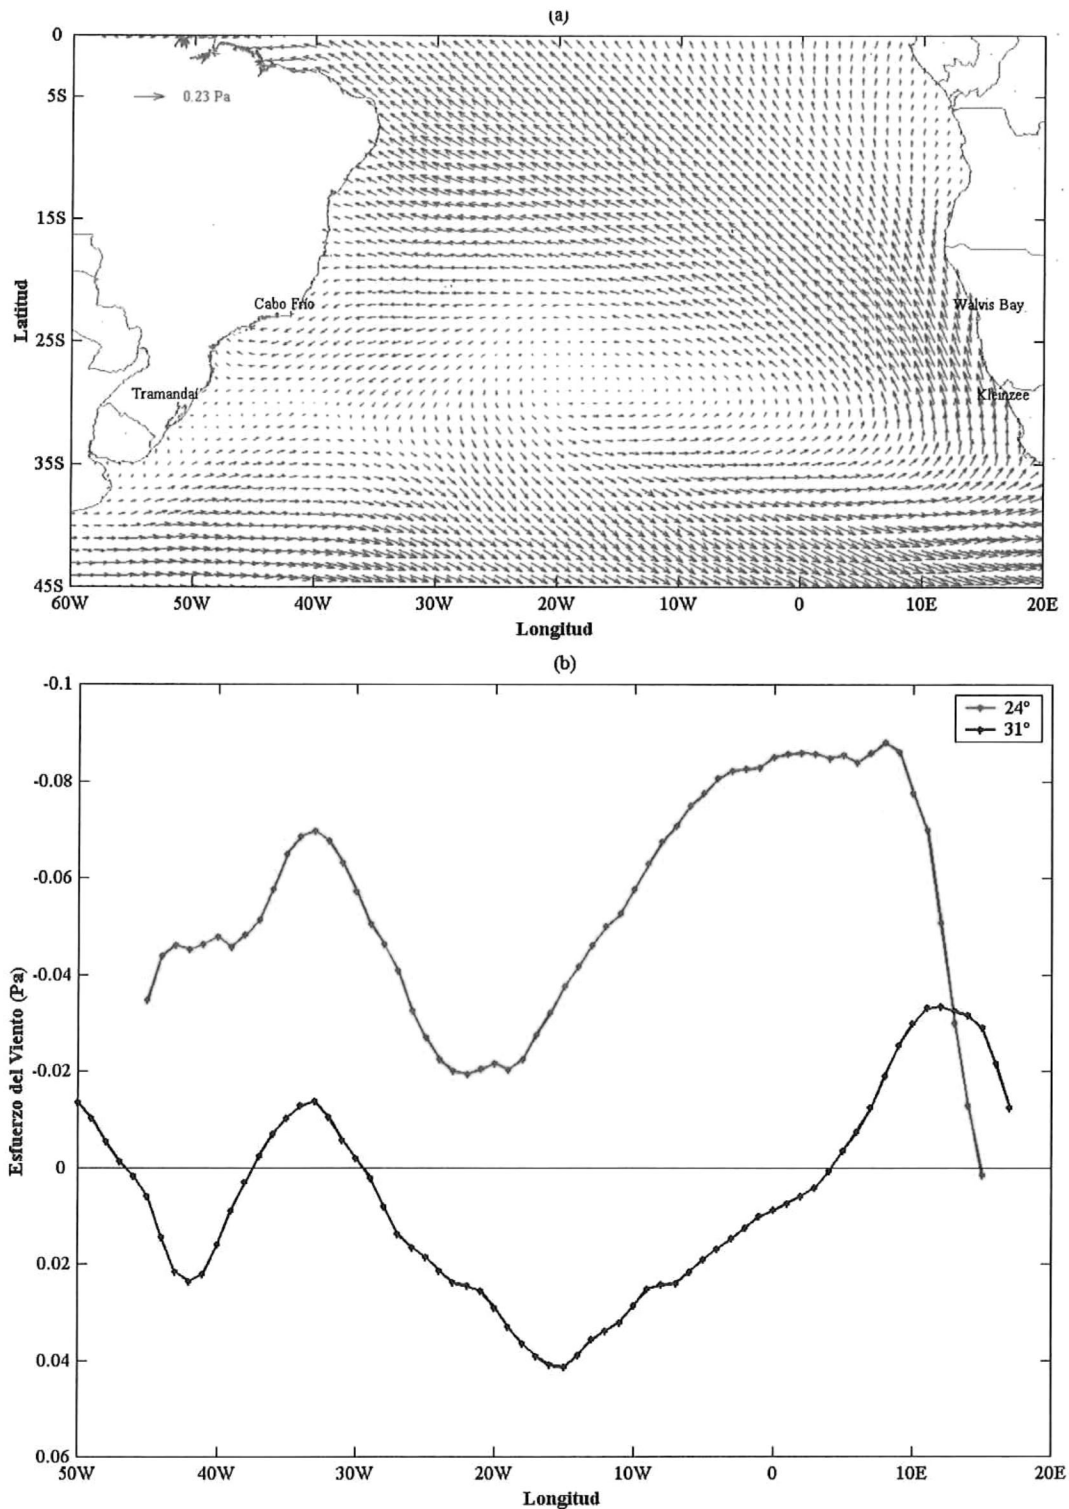 (a)
0
5S
15S
25S
35S
45S
Latitud
0.23 Pa
Cabo Frío
Tramandaí
Walvis Bay
Kleinzee
60W 50W 40W 30W 20W 10W 0 10E 20E
Longitud
(b)
-0.1
-0.08
-0.06
-0.04
-0.02
0
0.02
0.04
0.06
Esfuerzo del Viento (Pa)
24°
31°
50W 40W 30W 20W 10W 0 10E 20E
Longitud